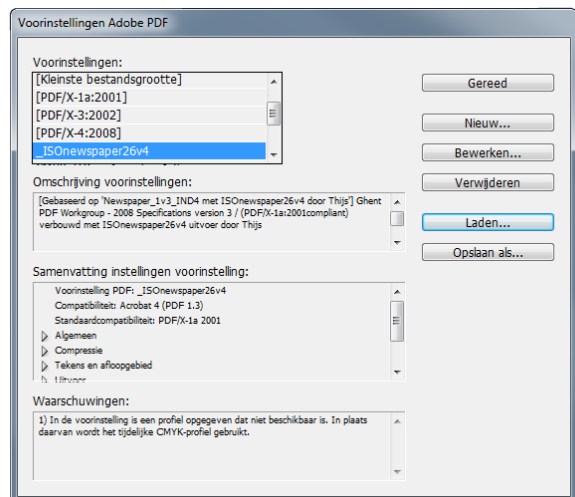 Voorinstellingen Adobe PDF
Voorinstellingen:
[Kleinste bestandsgrootte]
[PDF/X-1a:2001]
[PDF/X-3:2002]
[PDF/X-4:2008]
_ISOnewspaper26v4
Gereed
Nieuw...
Bewerken...
Verwijderen
Laden...
Opslaan als...
Omschrijving voorinstellingen:
[Gebaseerd op 'Newspaper_1v3_IND4 met ISOnewspaper26v4 door Thijs'] Ghent
PDF Workgroup - 2008 Specifications version 3 / (PDF/X-1a:2001compliant)
verbouwd met ISOnewspaper26v4 uitvoer door Thijs
Samenvatting instellingen voorinstelling:
Voorinstelling PDF: _ISOnewspaper26v4
Compatibiliteit: Acrobat 4 (PDF 1.3)
Standaardcompatibiliteit: PDF/X-1a 2001
Algemeen
Compressie
Tekens en afloopgebied
Uitvoer
Waarschuwingen:
1) In de voorinstelling is een profiel opgegeven dat niet beschikbaar is. In plaats
daarvan wordt het tijdelijke CMYK-profiel gebruikt.